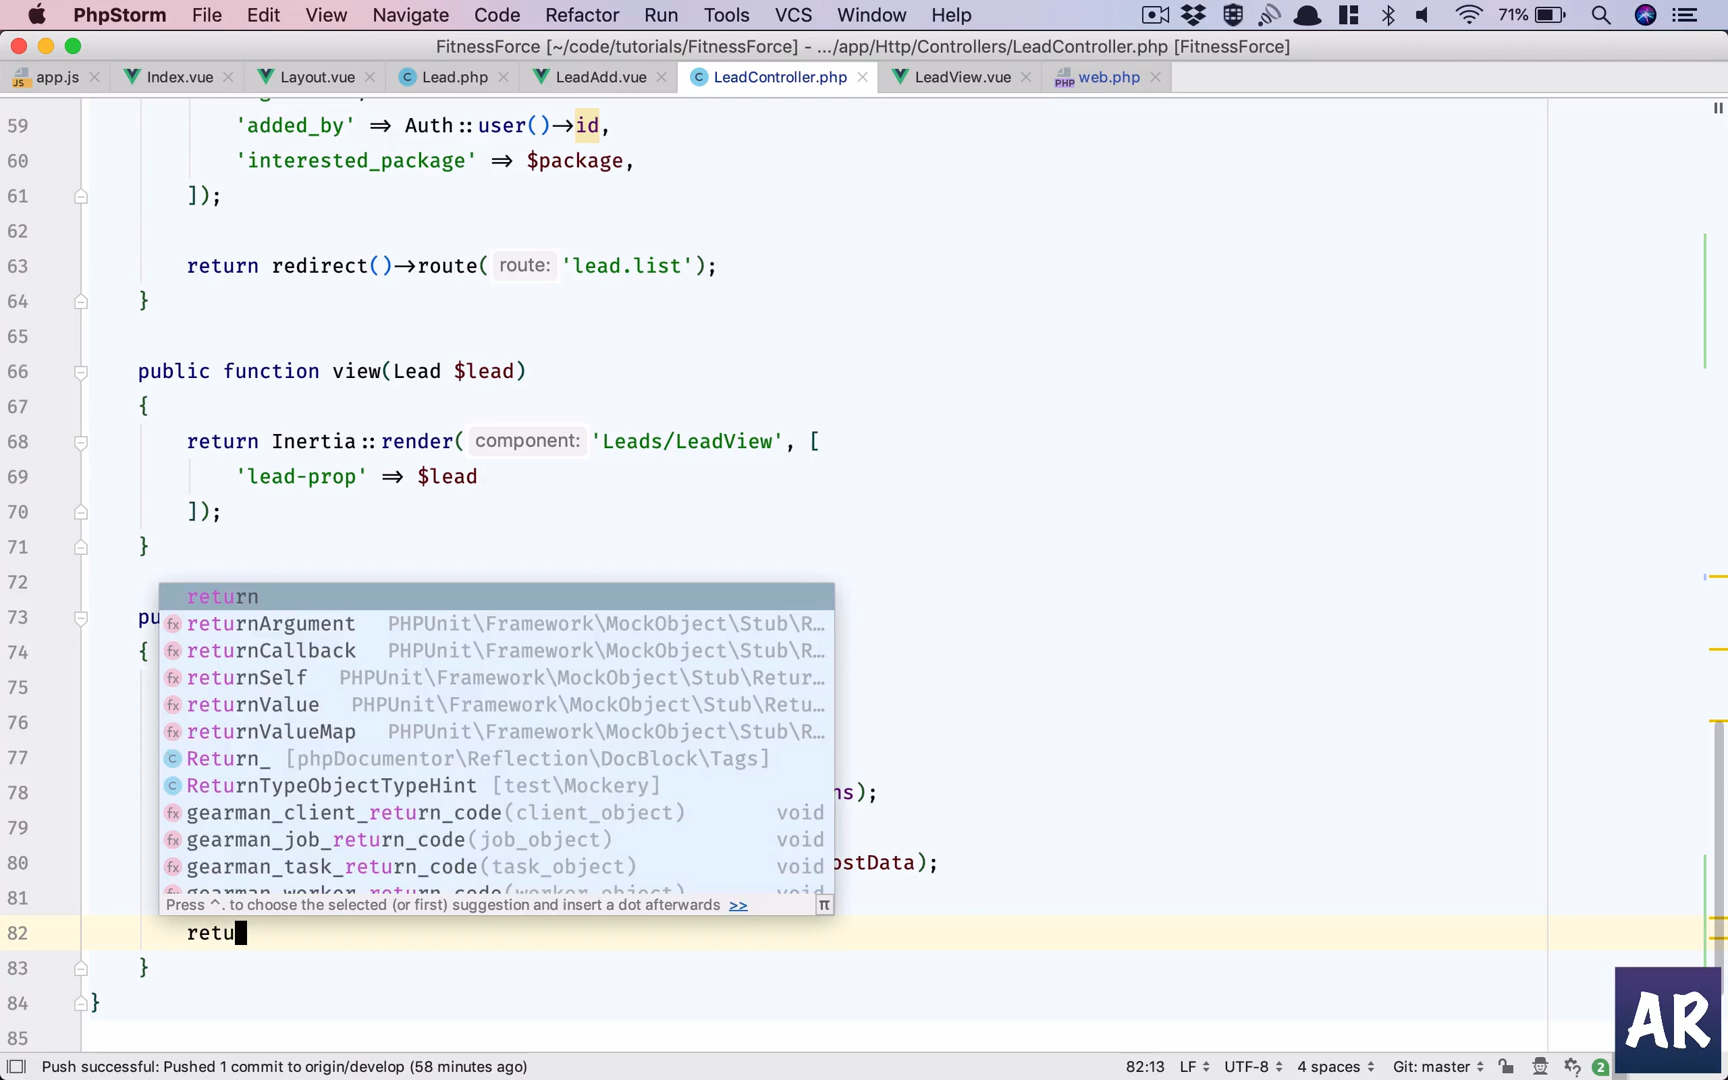 PhpStorm File Edit View Navigate Code Refactor Run Tools VCS Window Help 71%
FitnessForce [~/code/tutorials/FitnessForce] - .../app/Http/Controllers/LeadController.php [FitnessForce]
JS app.js Index.vue Layout.vue C Lead.php LeadAdd.vue C LeadController.php LeadView.vue PHP web.php
59 'added_by' => Auth::user()->id,
60 'interested_package' => $package,
61 ]);
62
63 return redirect()->route( route: 'lead.list');
64 }
65
66 public function view(Lead $lead)
67 {
68 return Inertia::render( component: 'Leads/LeadView', [
69 'lead-prop' => $lead
70 ]);
71 }
72
return
73 pu
returnArgument PHPUnit\Framework\MockObject\Stub\R...
74 {
returnCallback PHPUnit\Framework\MockObject\Stub\R...
75
returnSelf PHPUnit\Framework\MockObject\Stub\Retur...
returnValue PHPUnit\Framework\MockObject\Stub\Retu...
76
returnValueMap PHPUnit\Framework\MockObject\Stub\R...
77
Return_ [phpDocumentor\Reflection\DocBlock\Tags]
78 ns);
ReturnTypeObjectTypeHint [test\Mockery]
gearman_client_return_code(client_object) void
79
gearman_job_return_code(job_object) void
80 ostData);
gearman_task_return_code(task_object) void
81
gearman_worker_return_code(worker_object) void
Press ^. to choose the selected (or first) suggestion and insert a dot afterwards >> π
82 retu
83 }
84 }
85
AR
Push successful: Pushed 1 commit to origin/develop (58 minutes ago) 82:13 LF UTF-8 4 spaces Git: master 2